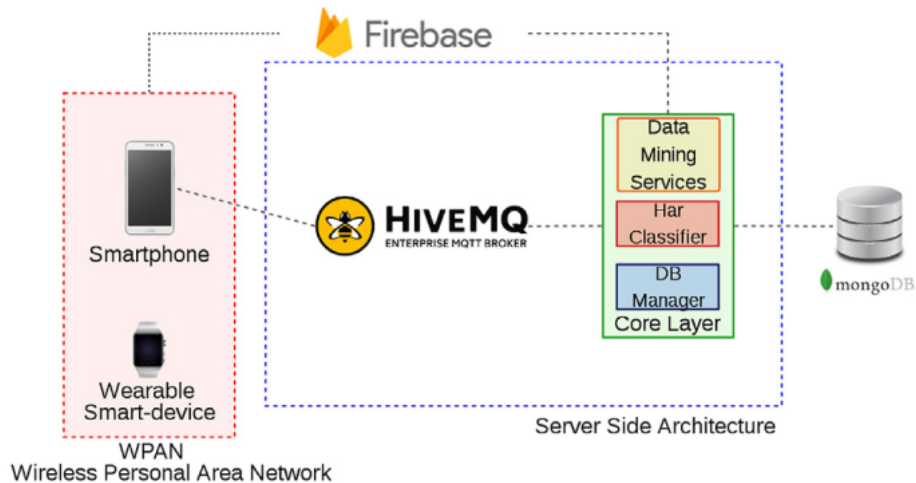 Firebase
Smartphone
Wearable
Smart-device
WPAN
Wireless Personal Area Network
HIVEMQ
ENTERPRISE MQTT BROKER
Data
Mining
Services
Har
Classifier
DB
Manager
Core Layer
Server Side Architecture
mongoDB